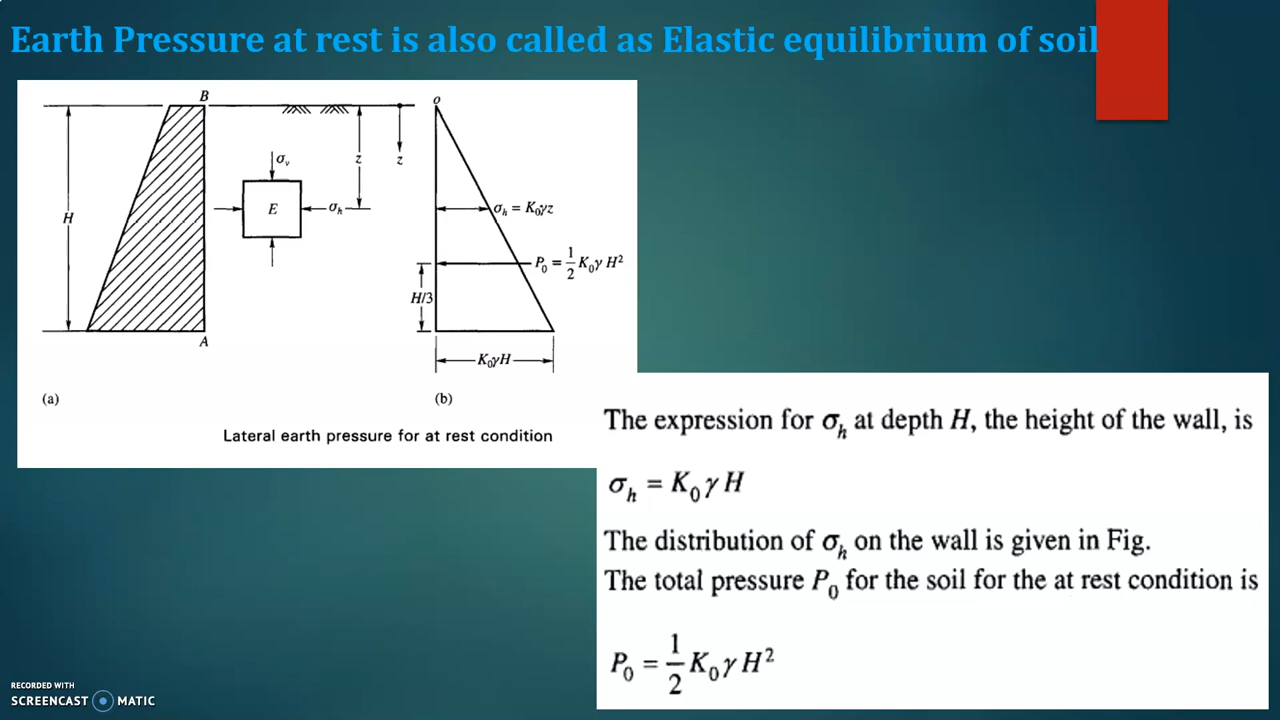 Earth Pressure at rest is also called as Elastic equilibrium of soil
B
o
σv
z
z
H
E
σh
σh = K0γz
P0 = 1/2 K0γ H²
H/3
A
K0γH
(a)
(b)
Lateral earth pressure for at rest condition
The expression for σh at depth H, the height of the wall, is
σh = K0 γ H
The distribution of σh on the wall is given in Fig.
The total pressure P0 for the soil for the at rest condition is
P0 = 1/2 K0 γ H²
RECORDED WITH
SCREENCAST MATIC